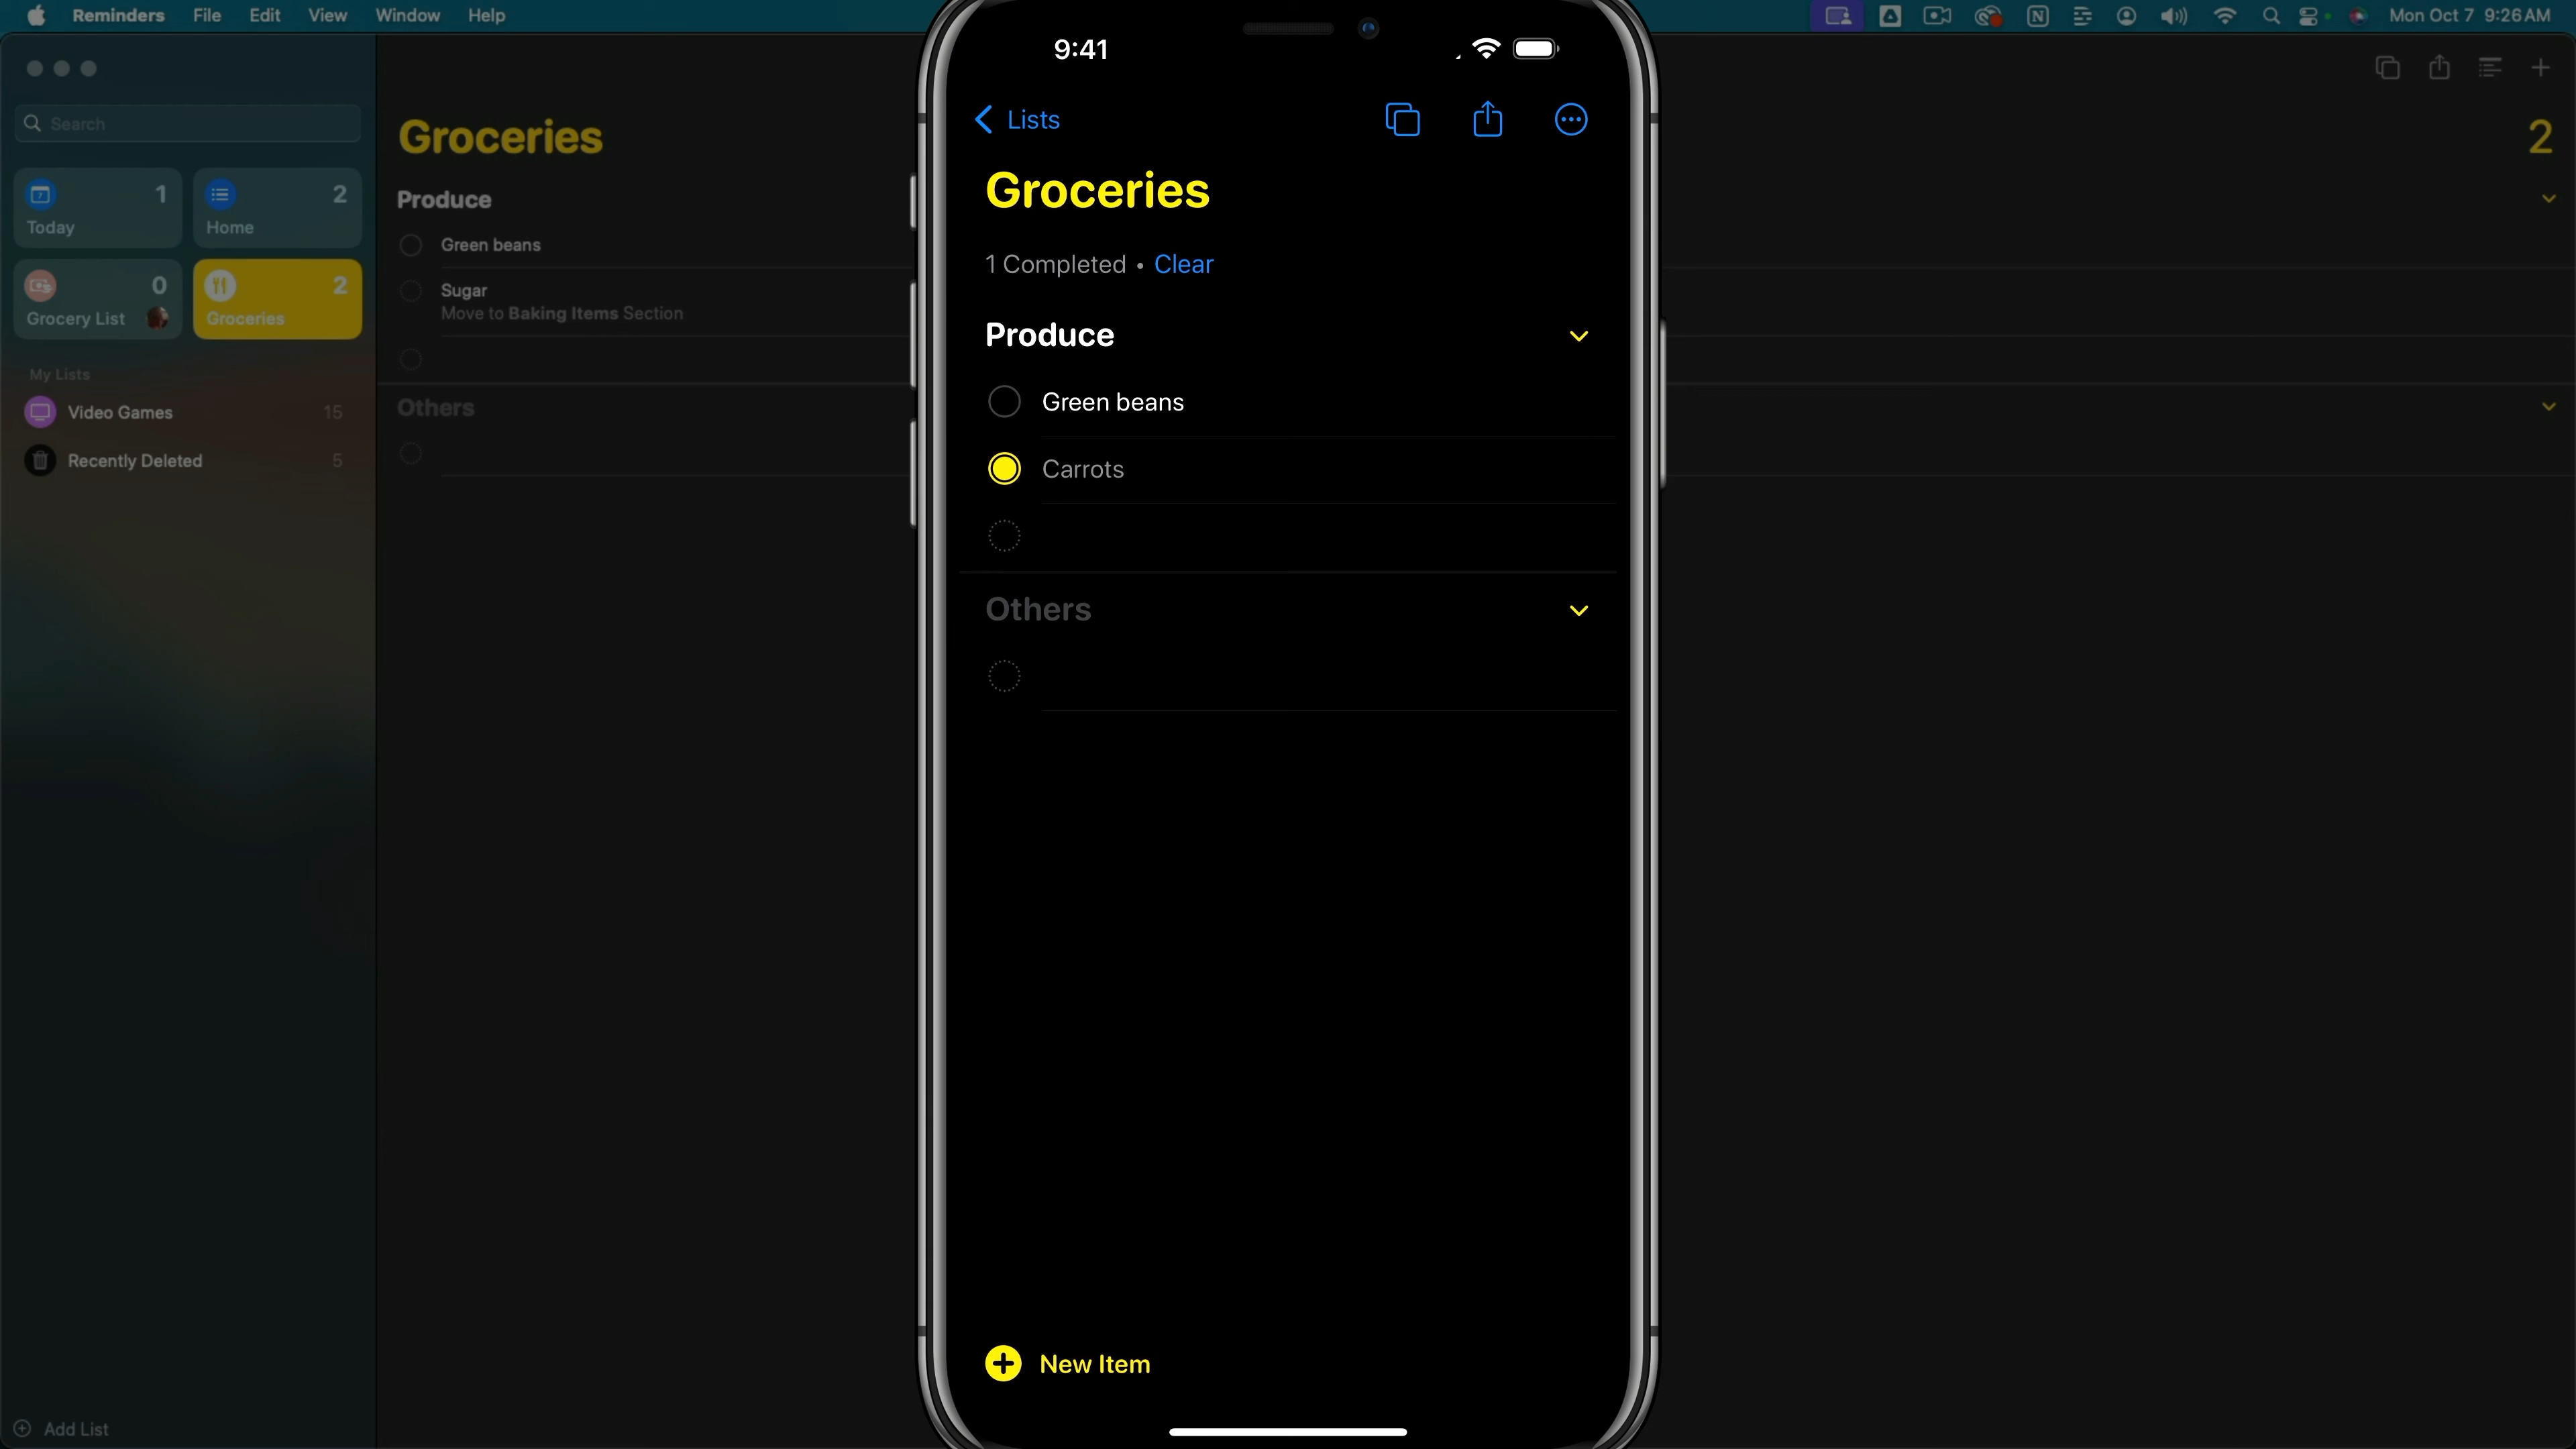 Reminders File Edit View Window Help
Mon Oct 7 9:26 AM
Search
7 1
Today
2
Home
0
Grocery List
2
Groceries
My Lists
Video Games 15
Recently Deleted 5
Add List
Groceries
2
Produce
Green beans
Sugar
Move to Baking Items Section
Others
9:41
Lists
Groceries
1 Completed • Clear
Produce
Green beans
Carrots
Others
New Item